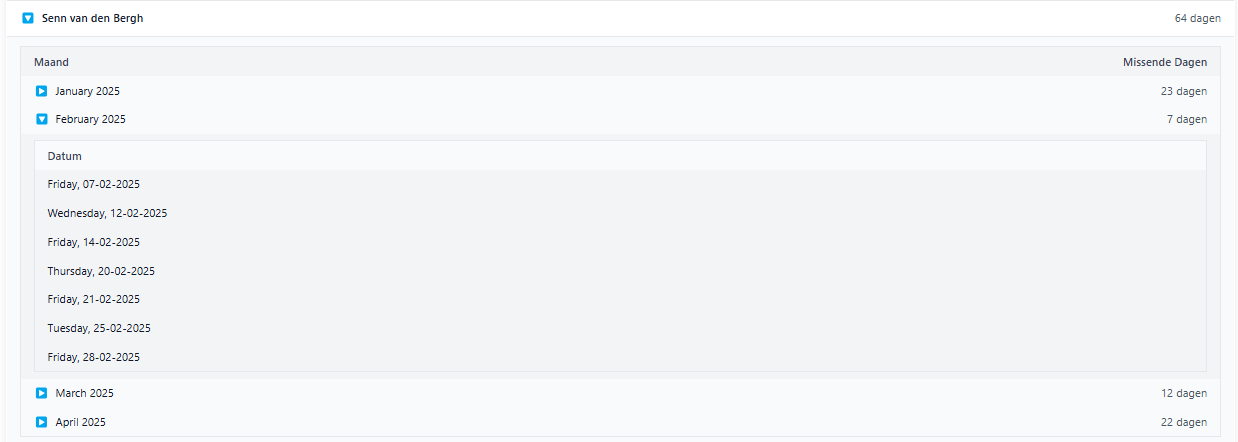 Senn van den Bergh 64 dagen
Maand Missende Dagen
January 2025 23 dagen
February 2025 7 dagen
Datum
Friday, 07-02-2025
Wednesday, 12-02-2025
Friday, 14-02-2025
Thursday, 20-02-2025
Friday, 21-02-2025
Tuesday, 25-02-2025
Friday, 28-02-2025
March 2025 12 dagen
April 2025 22 dagen